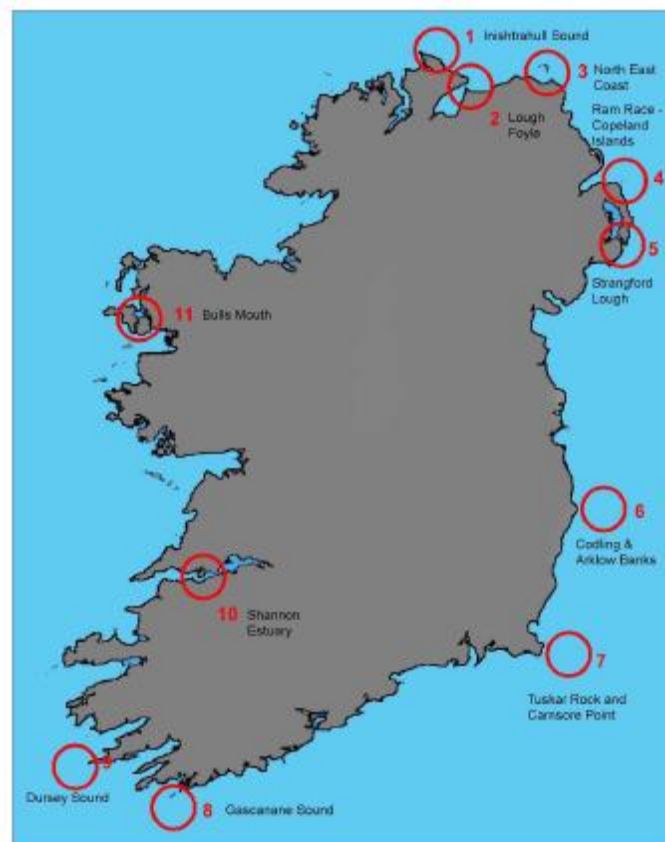 1 Inishtrahull Sound
2 Lough
Foyle
3 North East
Coast
Ram Race -
Copeland
Islands
4
5
Strangford
Lough
11 Bulls Mouth
6
Codling &
Arklow Banks
10 Shannon
Estuary
7
Tuskar Rock and
Carnsore Point
9
Dursey Sound
8 Gascanane Sound